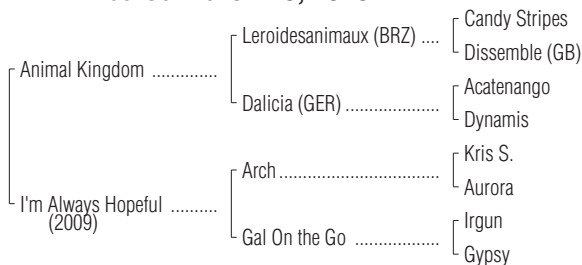 Candy Stripes
Leroidesanimaux (BRZ) ....
Dissemble (GB)
Animal Kingdom .............
Acatenango
Dalicia (GER) ....................
Dynamis
Kris S.
Arch ..................................
Aurora
I'm Always Hopeful ..........
(2009)
Irgun
Gal On the Go ..................
Gypsy